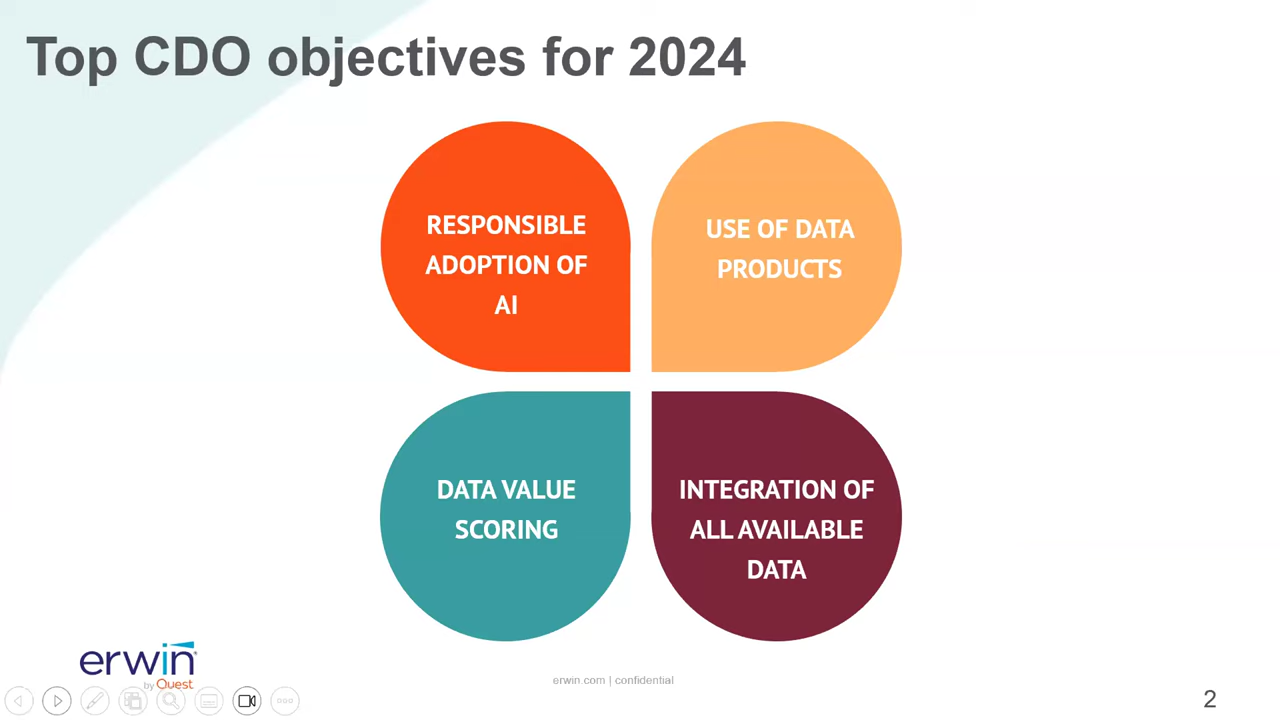 Top CDO objectives for 2024
RESPONSIBLE
ADOPTION OF
AI
USE OF DATA
PRODUCTS
DATA VALUE
SCORING
INTEGRATION OF
ALL AVAILABLE
DATA
erwin®
by Quest
erwin.com | confidential
2